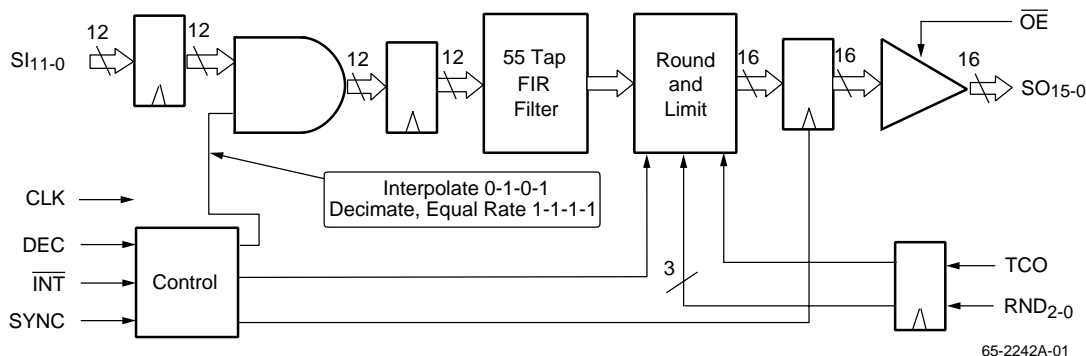 12
12
12
12
55 Tap
FIR
Filter
Round
and
Limit
16
16
OE
16
SI11-0
SO15-0
Interpolate 0-1-0-1
Decimate, Equal Rate 1-1-1-1
CLK
DEC
INT
SYNC
Control
3
TCO
RND2-0
65-2242A-01